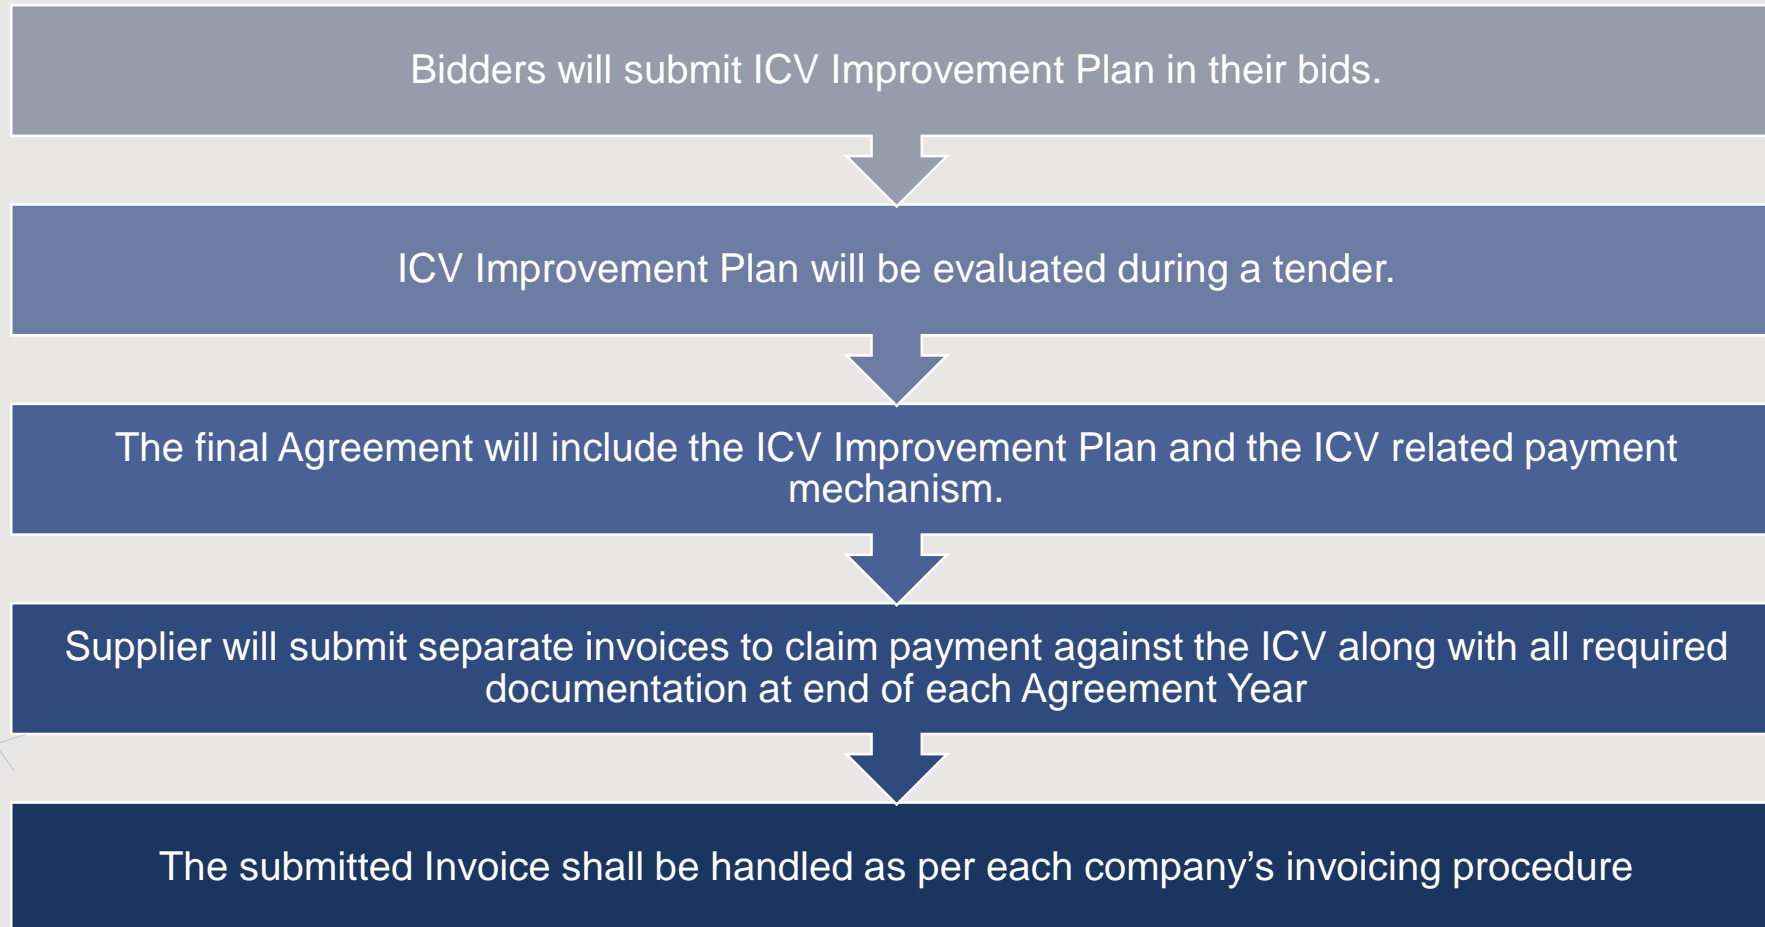 Bidders will submit ICV Improvement Plan in their bids.
ICV Improvement Plan will be evaluated during a tender.
The final Agreement will include the ICV Improvement Plan and the ICV related payment
mechanism.
Supplier will submit separate invoices to claim payment against the ICV along with all required
documentation at end of each Agreement Year
The submitted Invoice shall be handled as per each company’s invoicing procedure